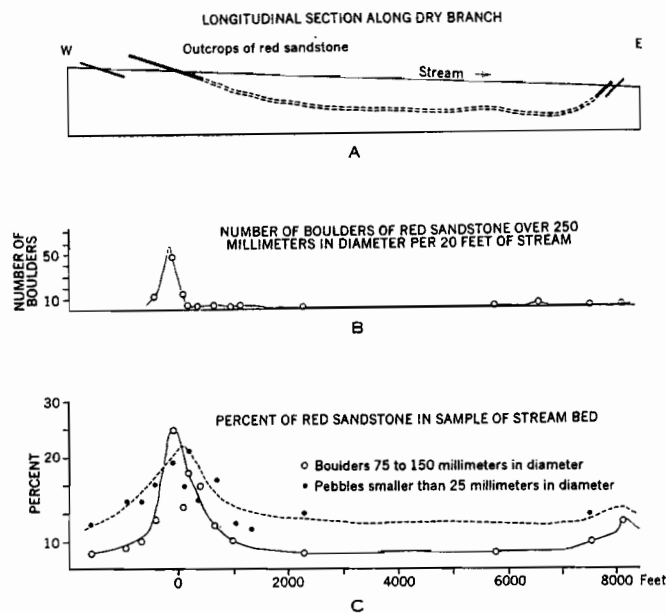 LONGITUDINAL SECTION ALONG DRY BRANCH
W
Outcrops of red sandstone
E
Stream
A
NUMBER OF BOULDERS OF RED SANDSTONE OVER 250
MILLIMETERS IN DIAMETER PER 20 FEET OF STREAM
NUMBER OF
BOULDERS
50
10
B
PERCENT OF RED SANDSTONE IN SAMPLE OF STREAM BED
Boulders 75 to 150 millimeters in diameter
Pebbles smaller than 25 millimeters in diameter
PERCENT
30
20
10
0 2000 4000 6000 8000 Feet
C